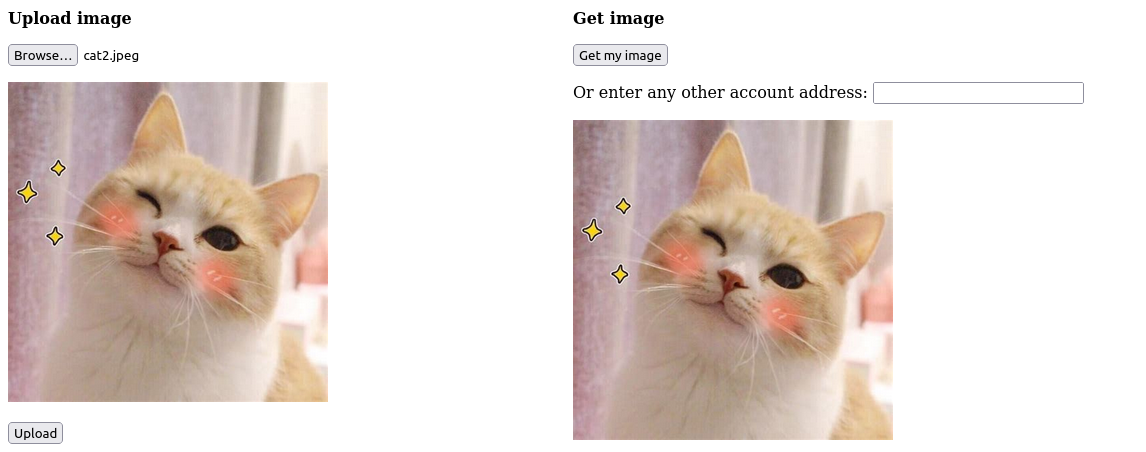 Upload image
Browse... cat2.jpeg
Upload
Get image
Get my image
Or enter any other account address: